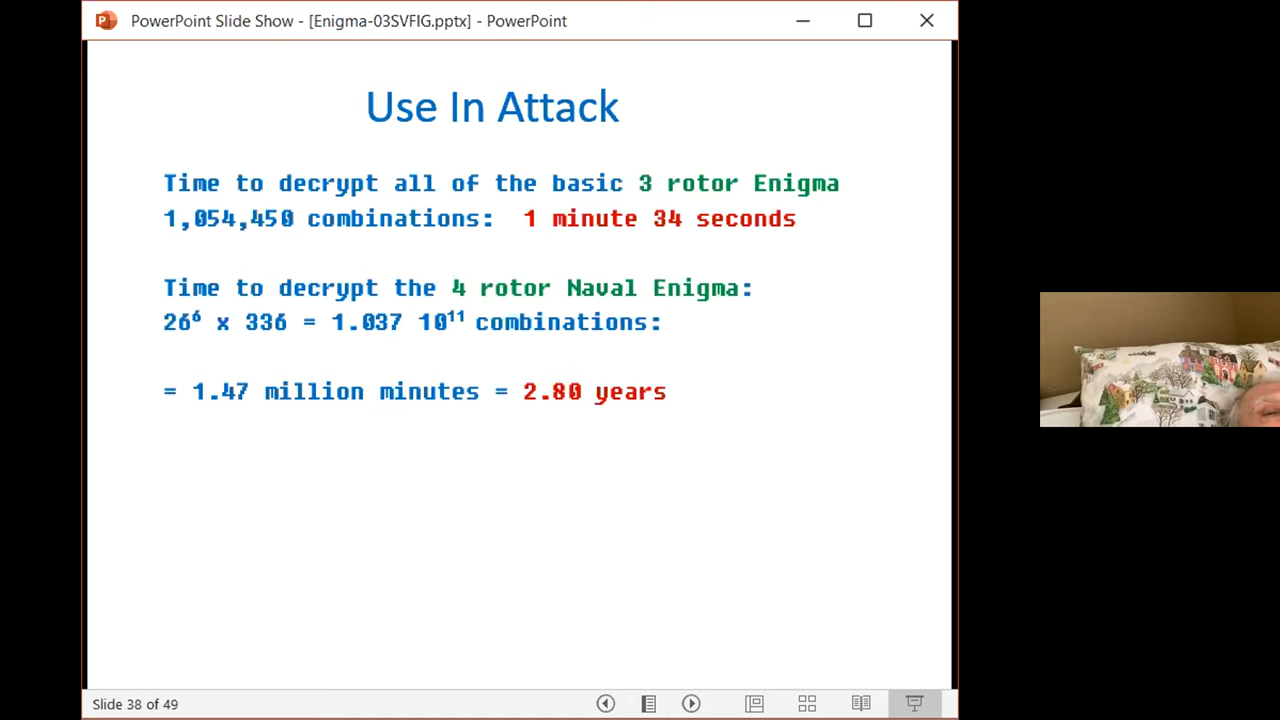 PowerPoint Slide Show - [Enigma-03SVFIG.pptx] - PowerPoint
Use In Attack
Time to decrypt all of the basic 3 rotor Enigma
1,054,450 combinations: 1 minute 34 seconds
Time to decrypt the 4 rotor Naval Enigma:
26⁶ x 336 = 1.037 10¹¹ combinations:
= 1.47 million minutes = 2.80 years
Slide 38 of 49